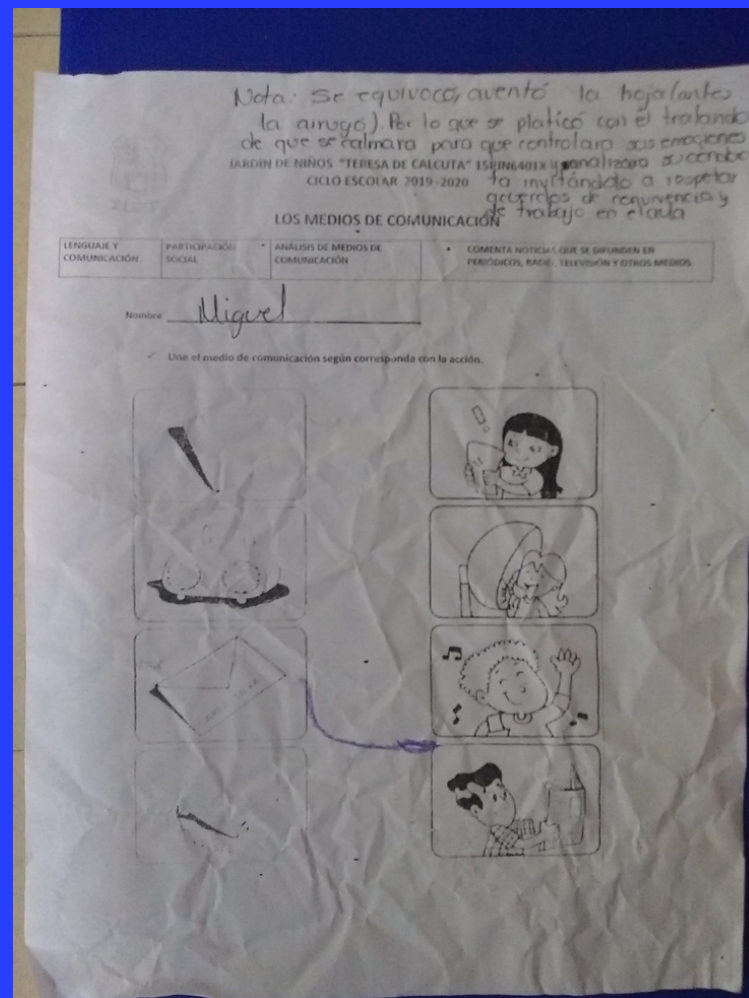 Nota: Se equivocó, aventó la hoja (antes
la arrugó). Por lo que se platicó con él tratando
de que se calmara para que controlara sus emociones
JARDIN DE NIÑOS "TERESA DE CALCUTA" y analizara su conduc
CICLO ESCOLAR 2019-2020 ta invitándolo a respetar
acuerdos de convivencia y
de trabajo en el aula
LOS MEDIOS DE COMUNICACIÓN
LENGUAJE Y COMUNICACIÓN PARTICIPACIÓN SOCIAL • ANÁLISIS DE MEDIOS DE COMUNICACIÓN • COMENTA NOTICIAS QUE SE DIFUNDEN EN PERIÓDICOS, RADIO, TELEVISIÓN Y OTROS MEDIOS.
Nombre Miguel
✓ Une el medio de comunicación según corresponda con la acción.